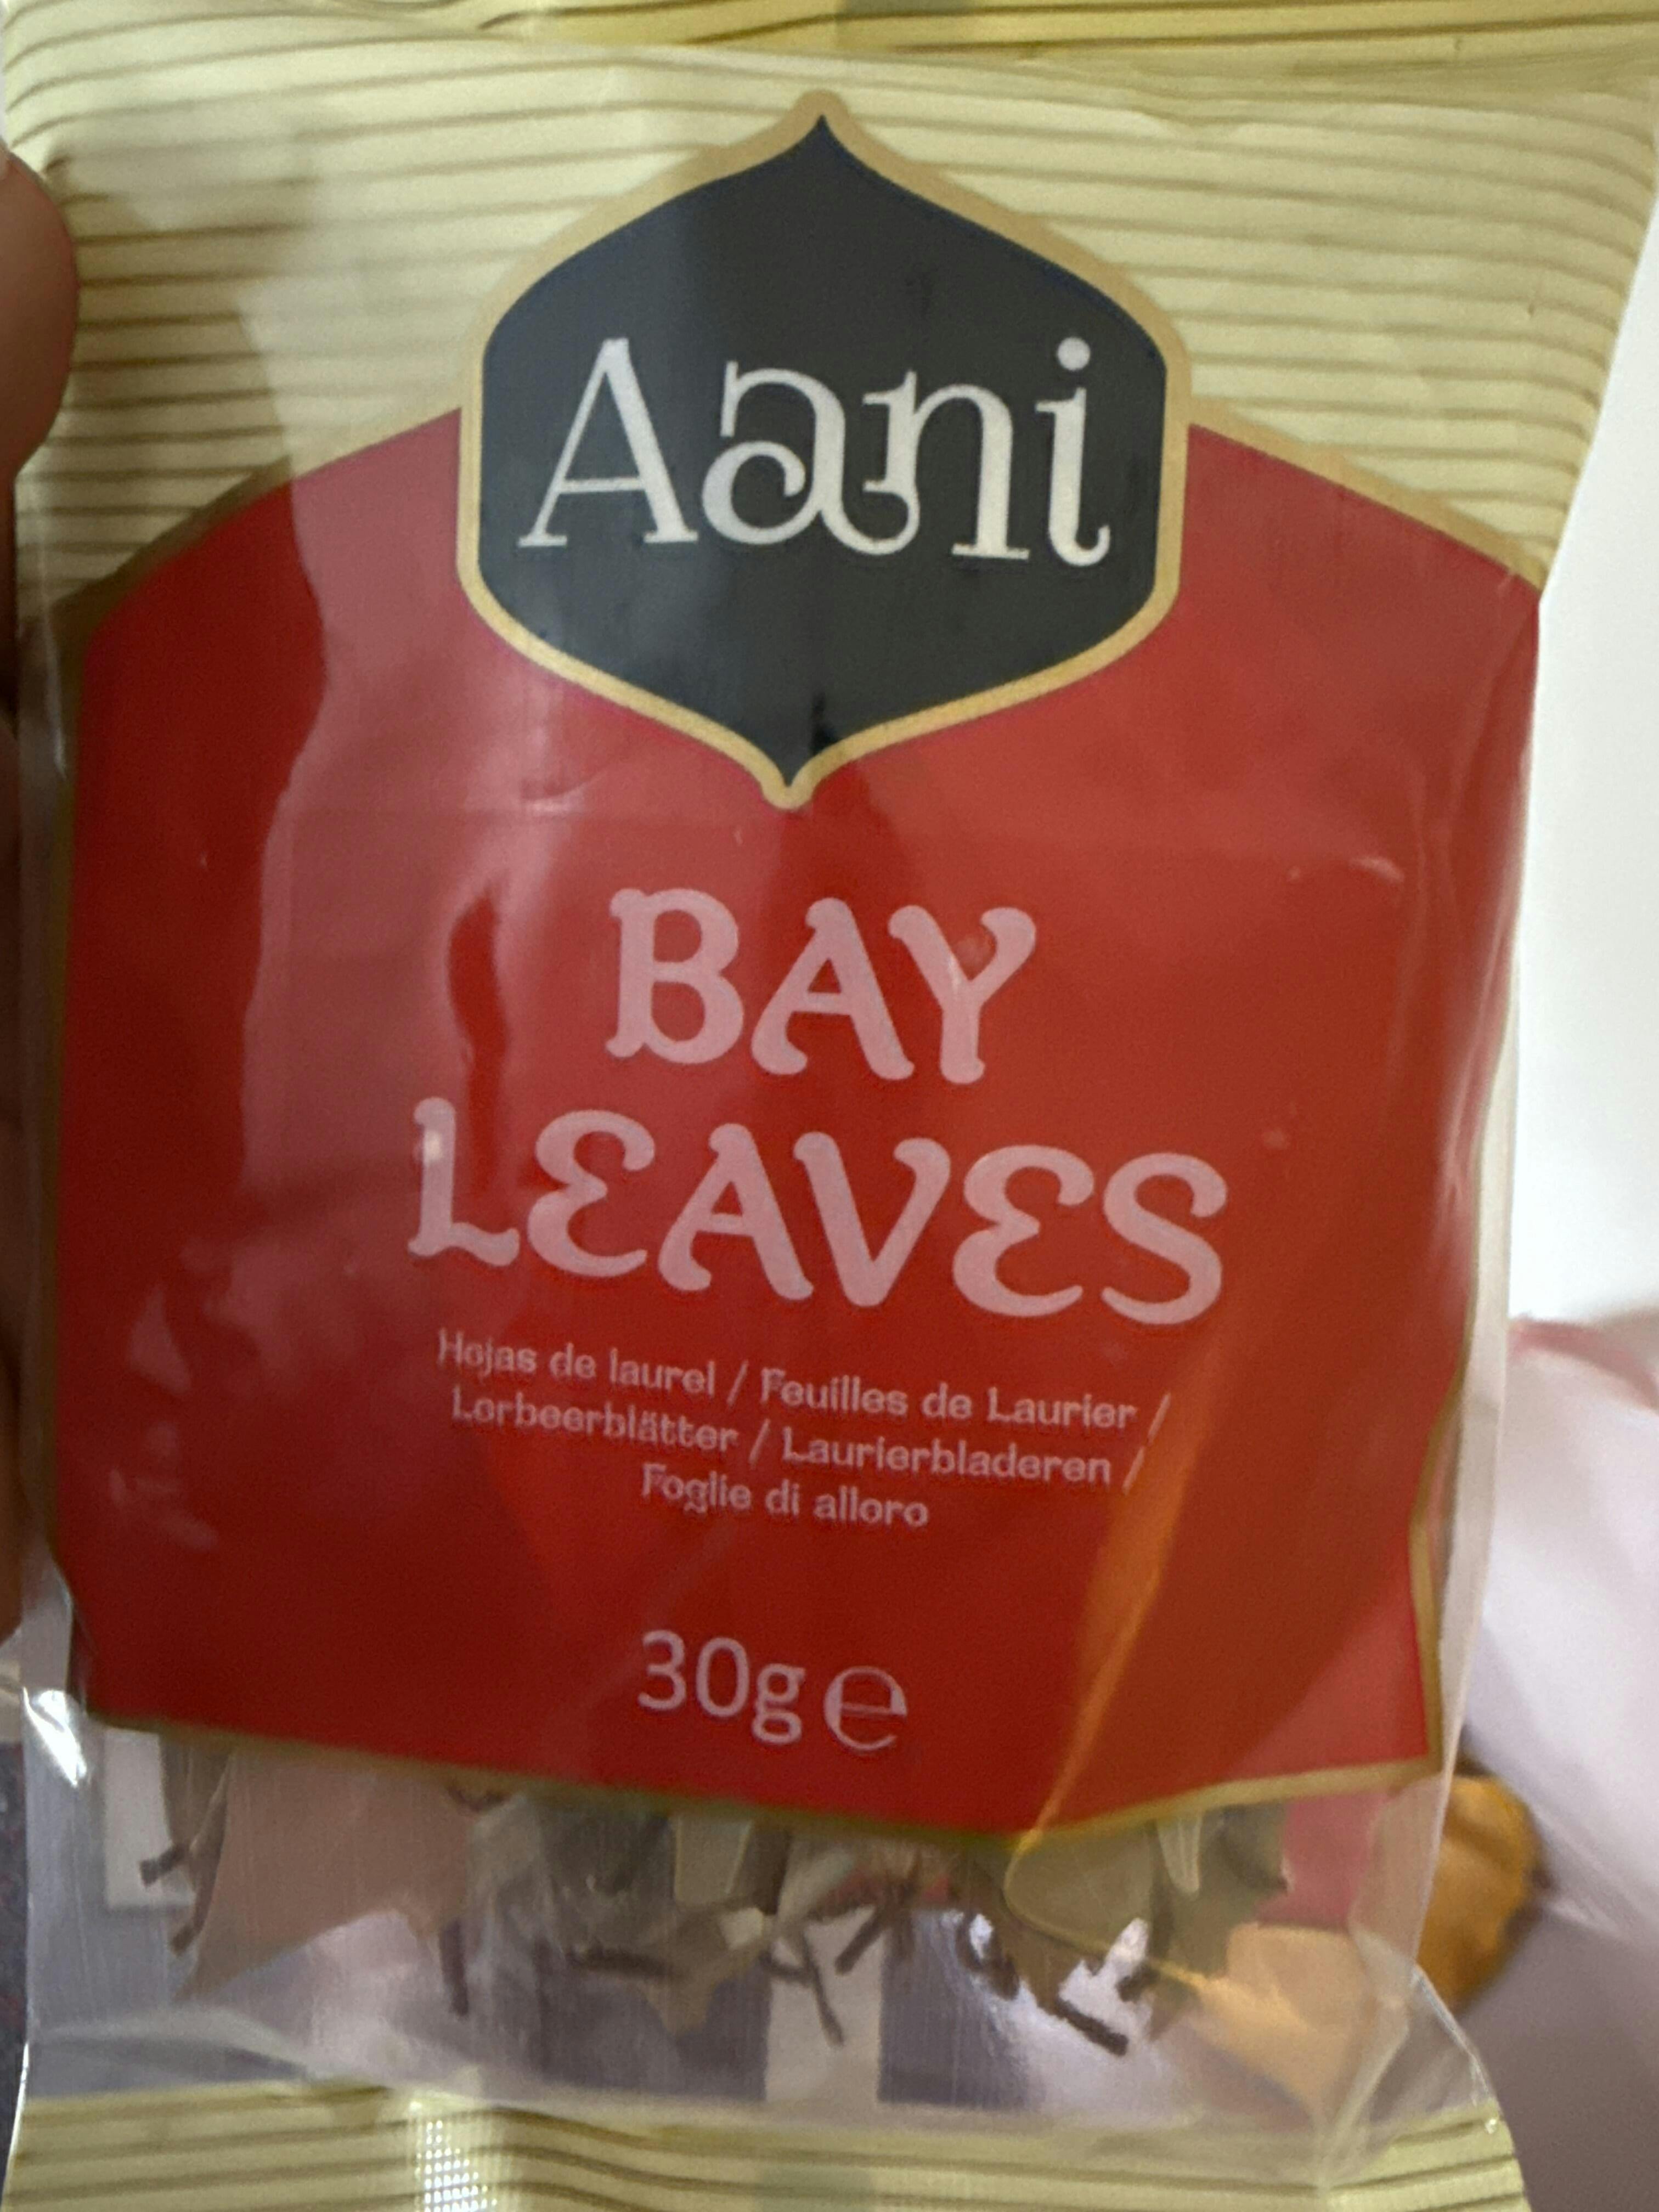 Aani
BAY
LEAVES
Hojas de laurel / Feuilles de Laurier /
Lorbeerblätter / Laurierbladeren /
Foglie di alloro
30g ℮